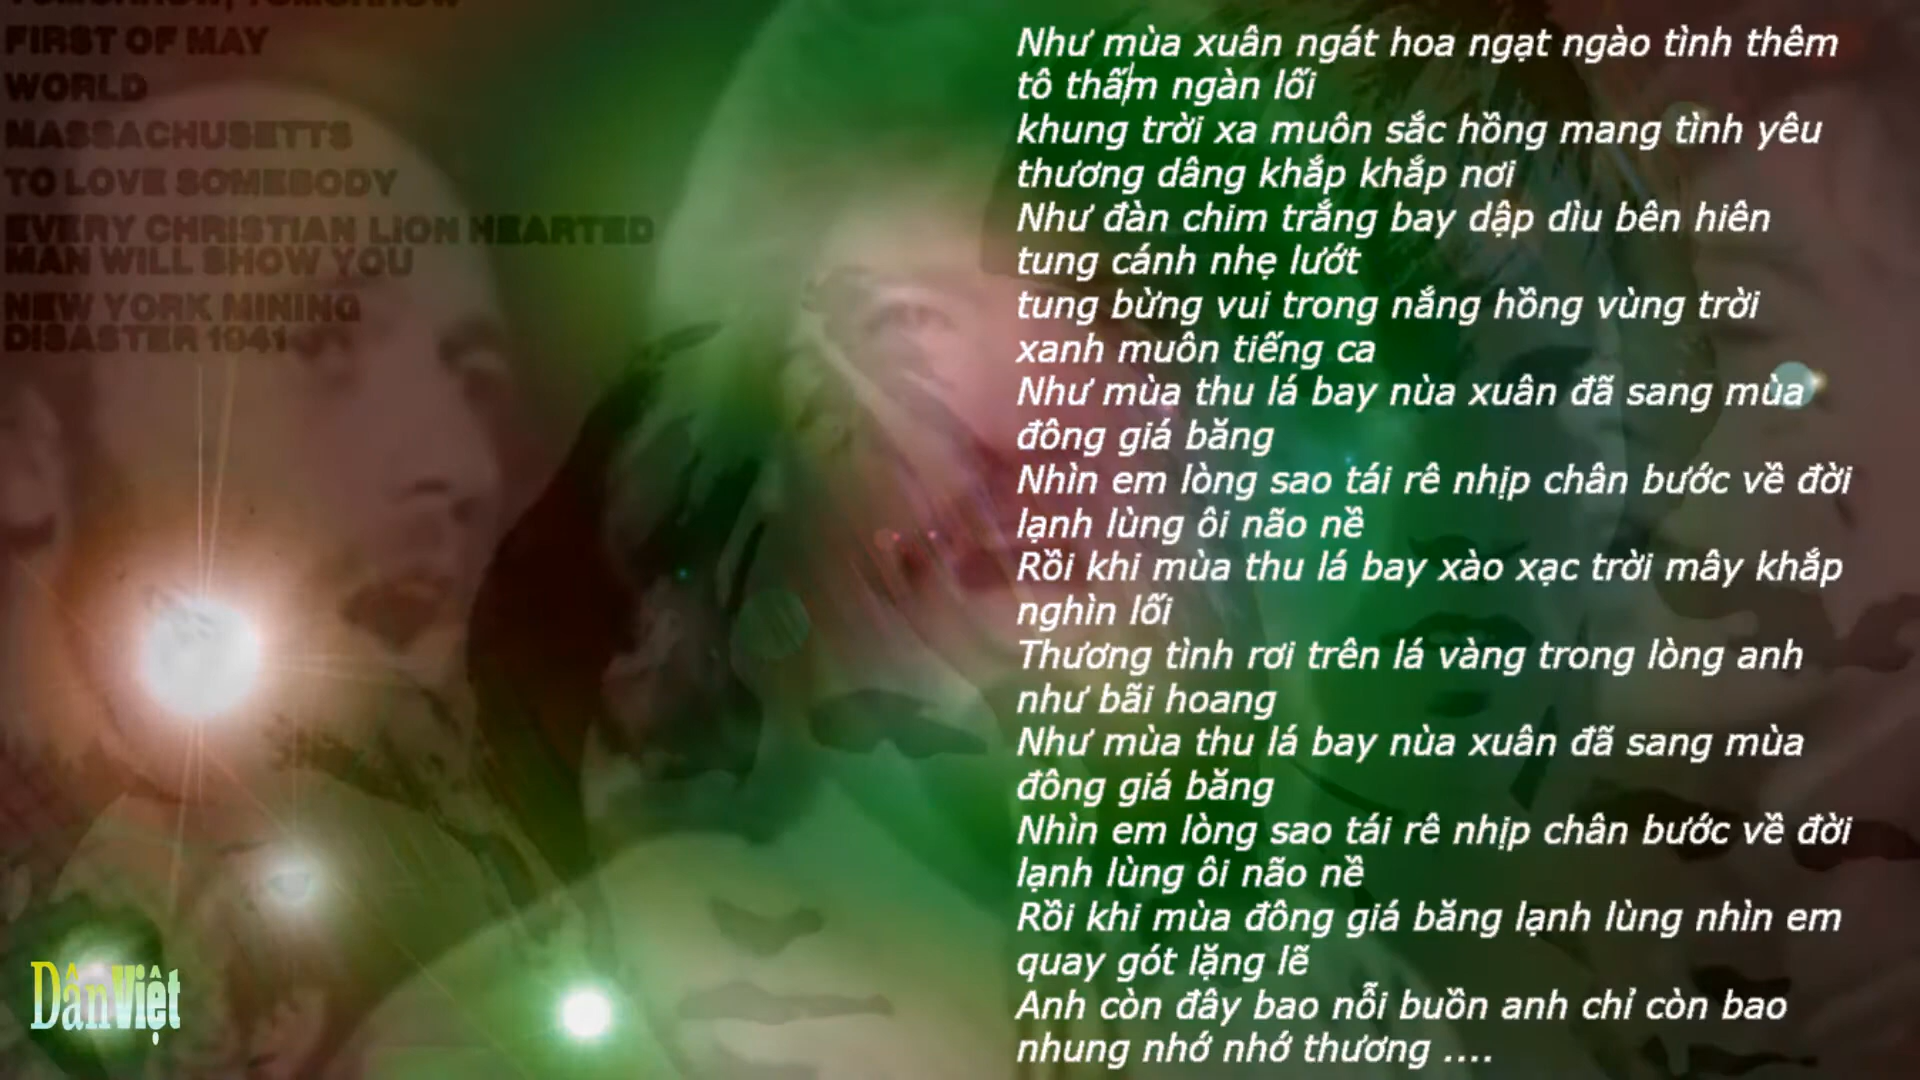 TOMORROW, TOMORROW
FIRST OF MAY
WORLD
MASSACHUSETTS
TO LOVE SOMEBODY
EVERY CHRISTIAN LION HEARTED
MAN WILL SHOW YOU
NEW YORK MINING
DISASTER 1941
Như mùa xuân ngát hoa ngạt ngào tình thêm
tô thấm ngàn lối
khung trời xa muôn sắc hồng mang tình yêu
thương dâng khắp khắp nơi
Như đàn chim trắng bay dập dìu bên hiên
tung cánh nhẹ lướt
tung bừng vui trong nắng hồng vùng trời
xanh muôn tiếng ca
Như mùa thu lá bay nùa xuân đã sang mùa
đông giá băng
Nhìn em lòng sao tái rê nhịp chân bước về đời
lạnh lùng ôi não nề
Rồi khi mùa thu lá bay xào xạc trời mây khắp
nghìn lối
Thương tình rơi trên lá vàng trong lòng anh
như bãi hoang
Như mùa thu lá bay nùa xuân đã sang mùa
đông giá băng
Nhìn em lòng sao tái rê nhịp chân bước về đời
lạnh lùng ôi não nề
Rồi khi mùa đông giá băng lạnh lùng nhìn em
quay gót lặng lẽ
Anh còn đây bao nỗi buồn anh chỉ còn bao
nhung nhớ nhớ thương ....
DânViệt